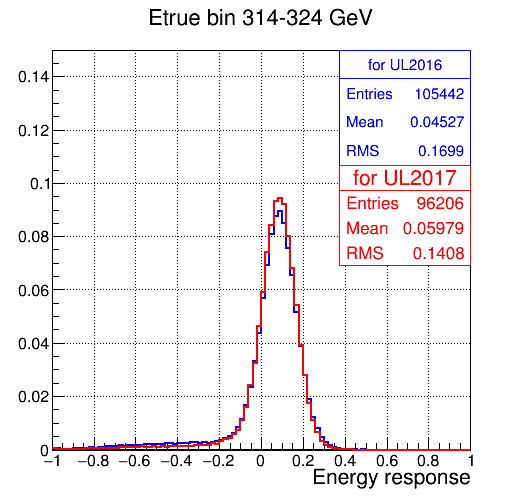 Etrue bin 314-324 GeV
for UL2016
Entries 105442
Mean 0.04527
RMS 0.1699
for UL2017
Entries 96206
Mean 0.05979
RMS 0.1408
0.14
0.12
0.1
0.08
0.06
0.04
0.02
0
−1 −0.8 −0.6 −0.4 −0.2 0 0.2 0.4 0.6 0.8 1
Energy response